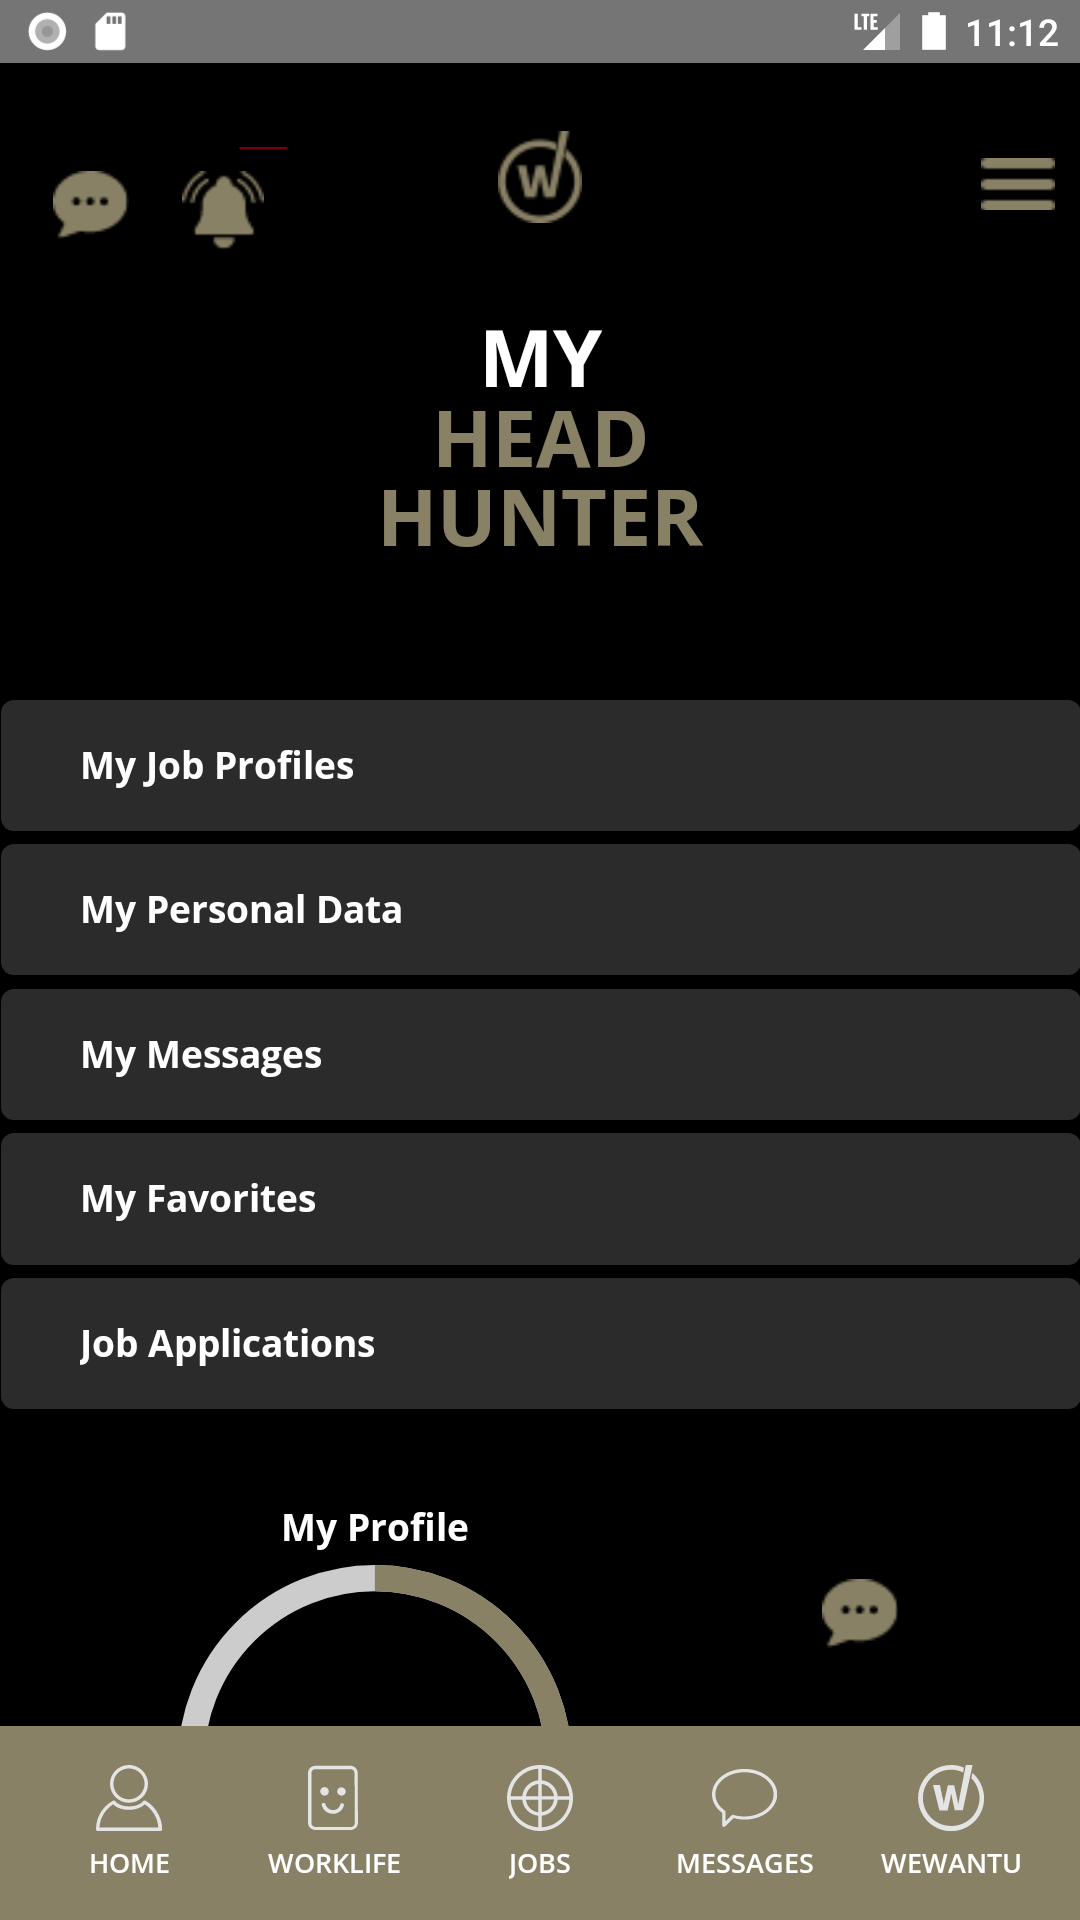 LTE 11:12
W
MY
HEAD
HUNTER
My Job Profiles
My Personal Data
My Messages
My Favorites
Job Applications
My Profile
W
HOME WORKLIFE JOBS MESSAGES WEWANTU